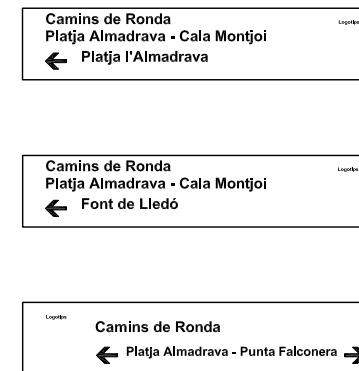 Camins de Ronda
Logotips
Platja Almadrava - Cala Montjoi
Platja l'Almadrava
Camins de Ronda
Logotips
Platja Almadrava - Cala Montjoi
Font de Lledó
Logotips
Camins de Ronda
Platja Almadrava - Punta Falconera